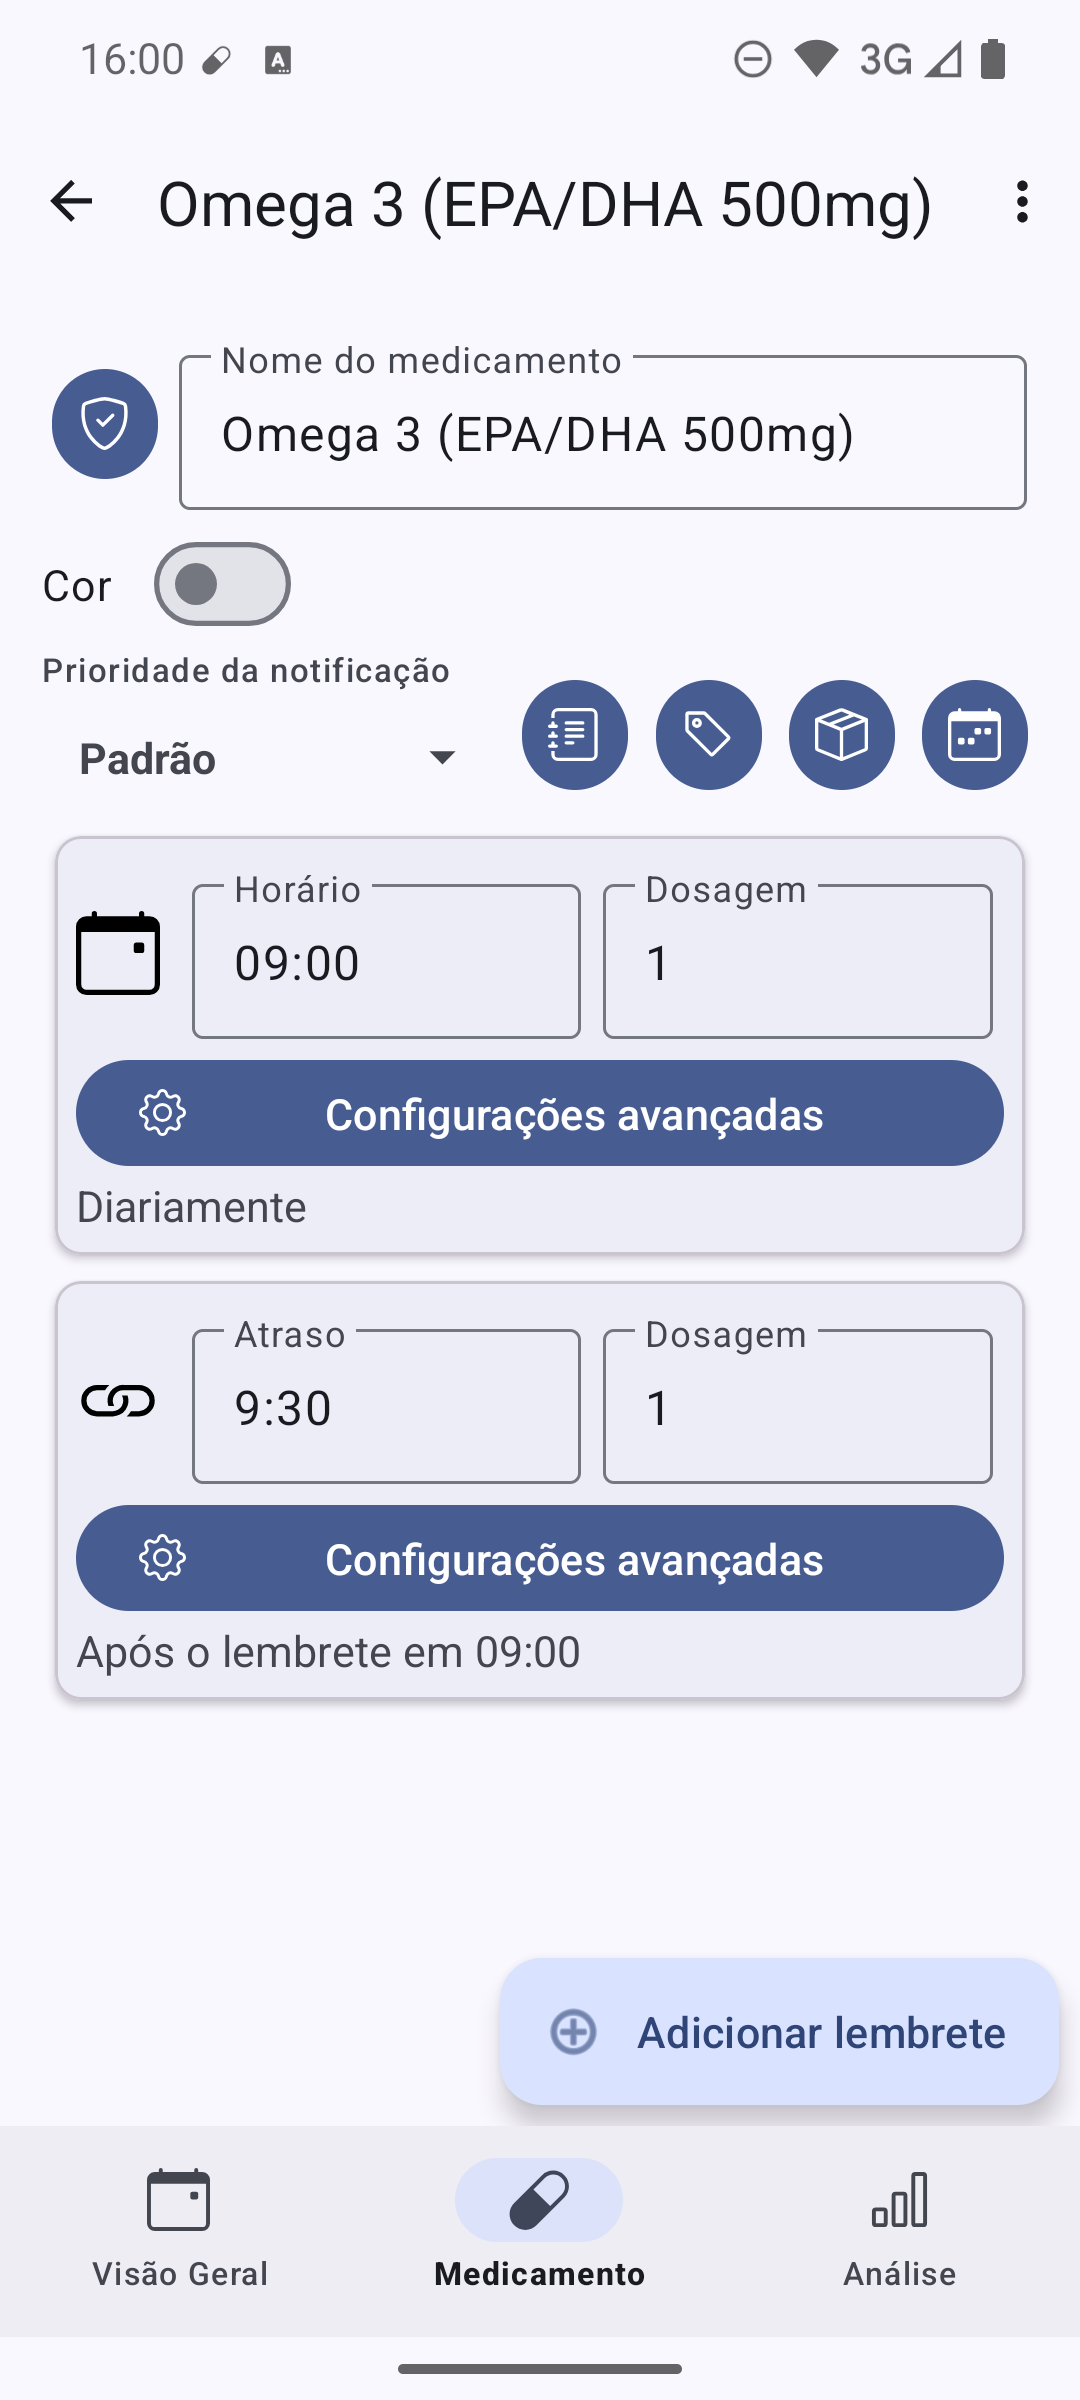 16:00
3G
Omega 3 (EPA/DHA 500mg)
Nome do medicamento
Omega 3 (EPA/DHA 500mg)
Cor
Prioridade da notificação
Padrão
Horário
09:00
Dosagem
1
Configurações avançadas
Diariamente
Atraso
9:30
Dosagem
1
Configurações avançadas
Após o lembrete em 09:00
Adicionar lembrete
Visão Geral
Medicamento
Análise